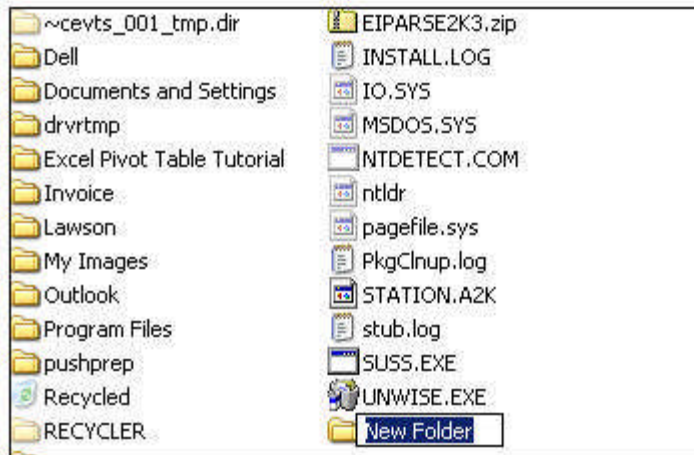 ~cevts_001_tmp.dir
Dell
Documents and Settings
drvrtmp
Excel Pivot Table Tutorial
Invoice
Lawson
My Images
Outlook
Program Files
pushprep
Recycled
RECYCLER
EIPARSE2K3.zip
INSTALL.LOG
IO.SYS
MSDOS.SYS
NTDETECT.COM
ntldr
pagefile.sys
PkgClnup.log
STATION.A2K
stub.log
SUSS.EXE
UNWISE.EXE
New Folder